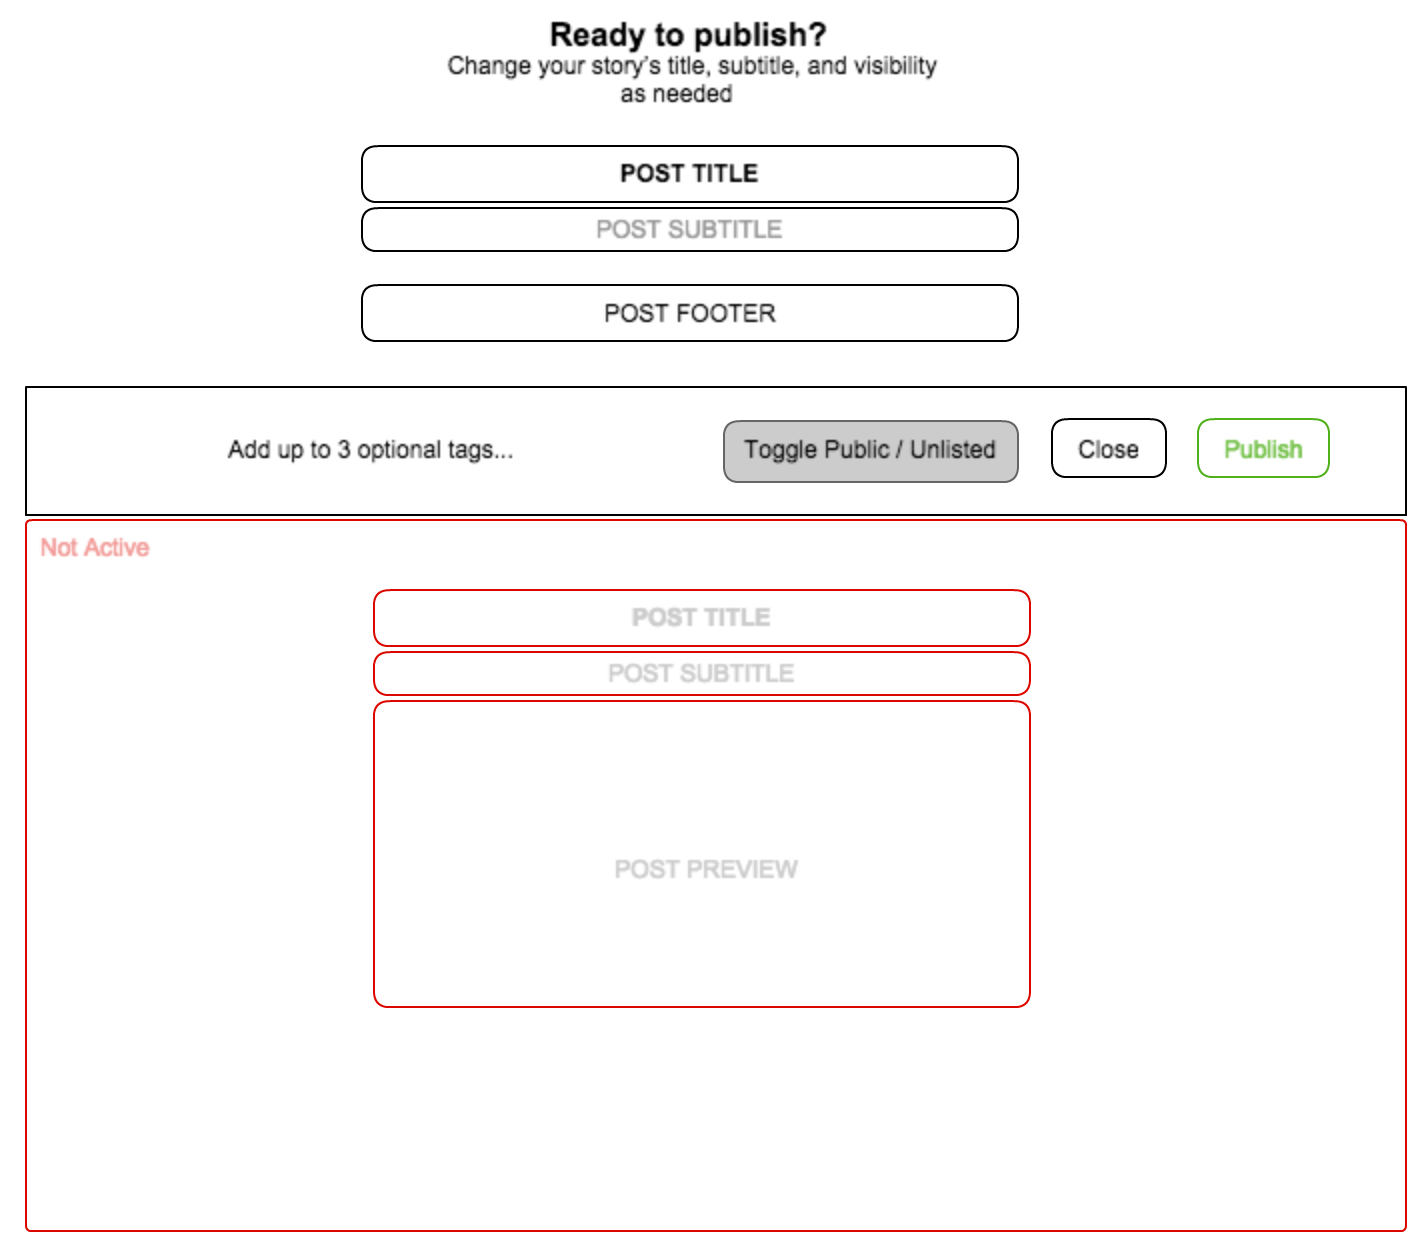 Ready to publish?
Change your story's title, subtitle, and visibility
as needed
POST TITLE
POST SUBTITLE
POST FOOTER
Add up to 3 optional tags...
Toggle Public / Unlisted
Close
Publish
Not Active
POST TITLE
POST SUBTITLE
POST PREVIEW